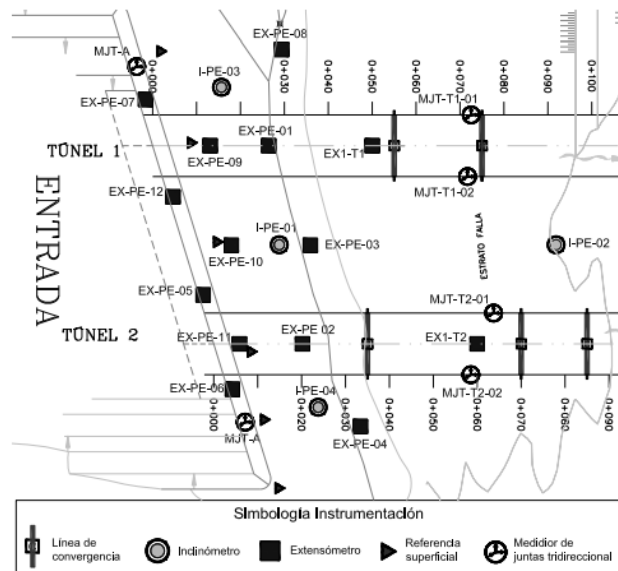 EX-PE-08
MJT-A
I-PE-03
0+000
0+030
0+050
0+060
0+070
0+080
0+090
0+100
EX-PE-07
MJT-T1-01
EX-PE-01
TÚNEL 1
EX-PE-09
EX1-T1
MJT-T1-02
EX-PE-12
ENTRADA
I-PE-01
EX-PE-10
EX-PE-03
I-PE-02
ESTRATO FALLA
EX-PE-05
MJT-T2-01
TÚNEL 2
EX-PE-11
EX-PE 02
EX1-T2
EX-PE-06
I-PE-04
MJT-T2-02
0+000
0+020
0+030
0+040
0+050
0+060
0+070
0+080
0+090
MJT-A
EX-PE-04
Simbología Instrumentación
Línea de convergencia
Inclinómetro
Extensómetro
Referencia superficial
Medidior de juntas tridireccional